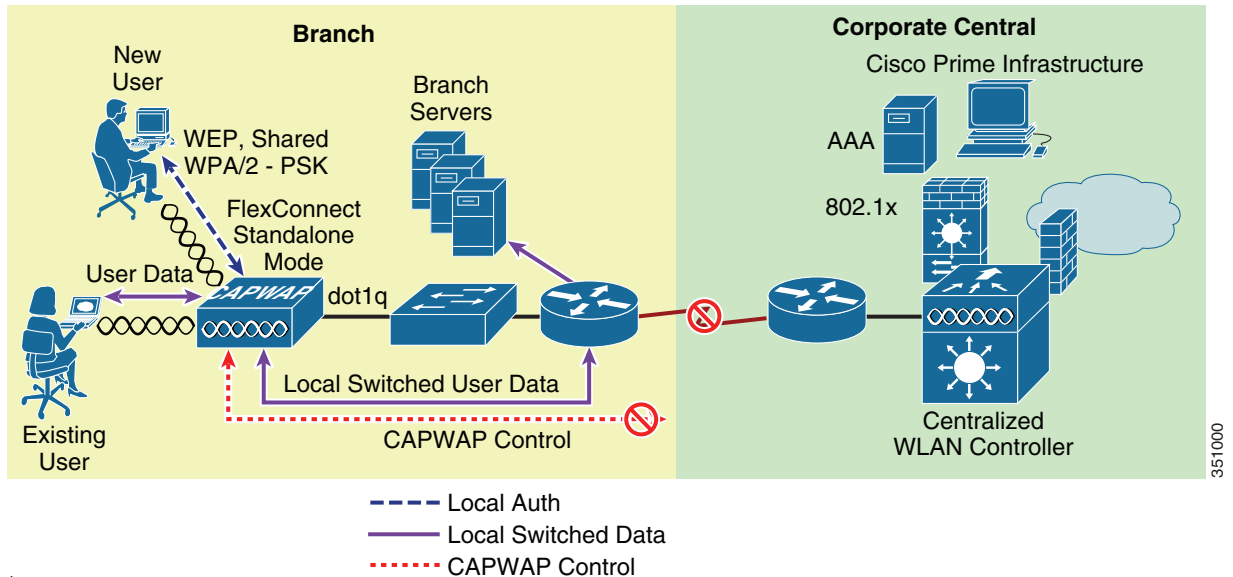 Branch
Corporate Central
New
User
WEP, Shared
WPA/2 - PSK
Branch
Servers
Cisco Prime Infrastructure
AAA
802.1x
FlexConnect
Standalone
Mode
User Data
CAPWAP
dot1q
Local Switched User Data
CAPWAP Control
Existing
User
Centralized
WLAN Controller
351000
Local Auth
Local Switched Data
CAPWAP Control